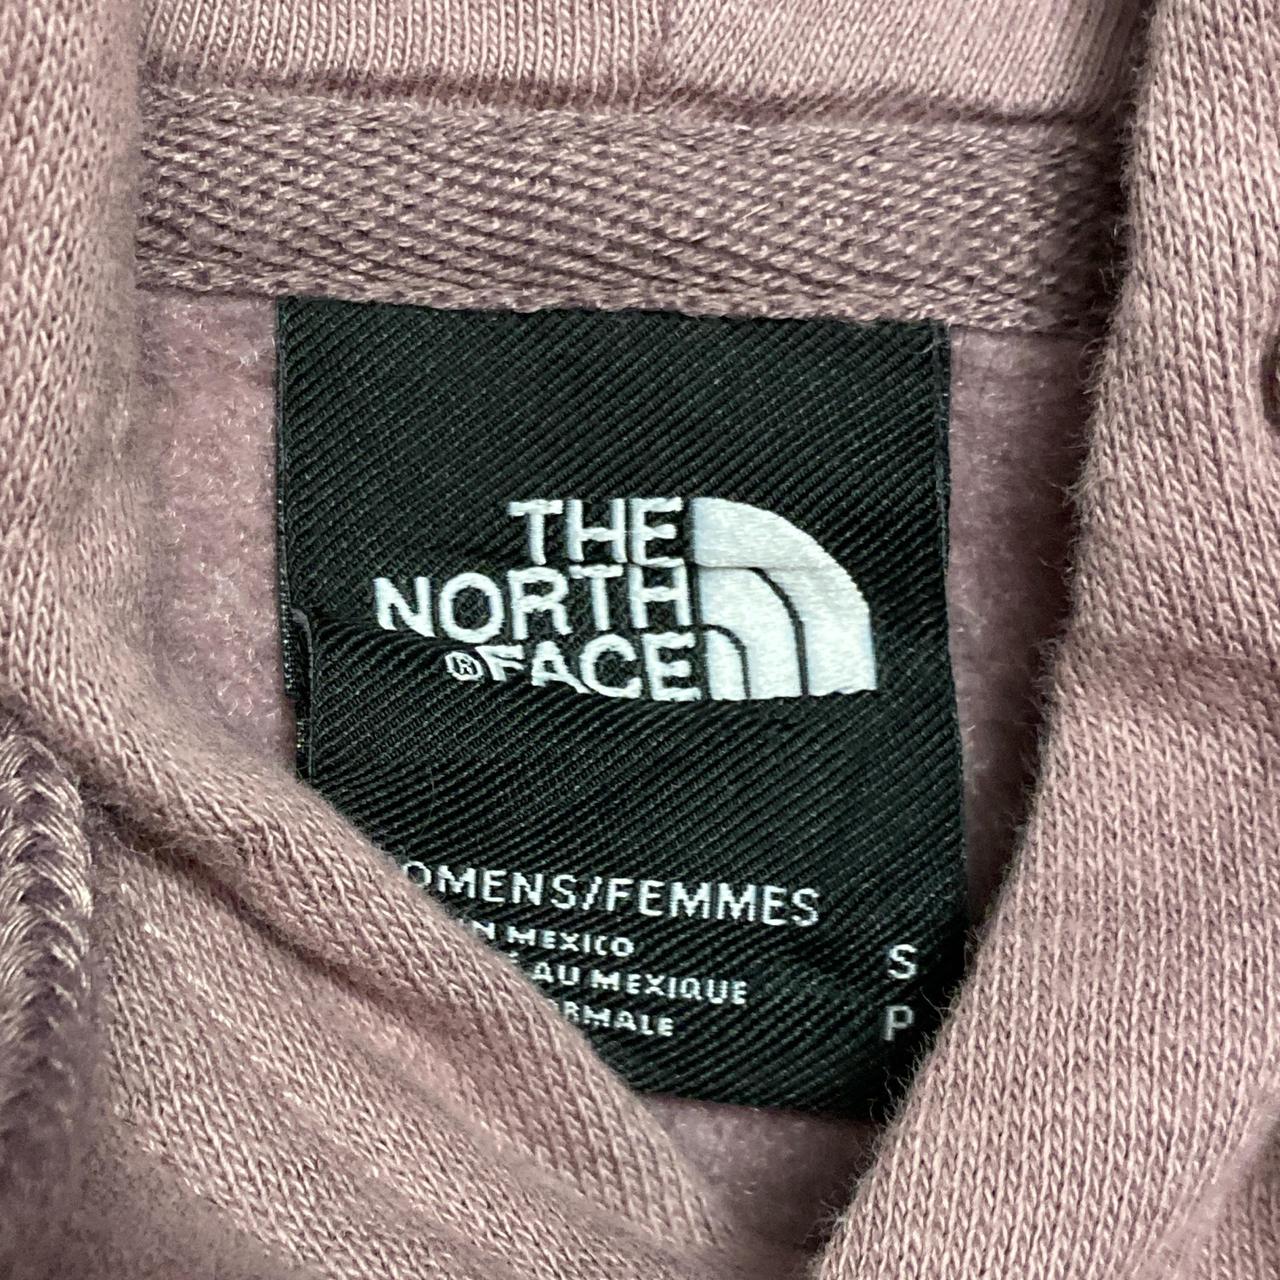 THE
NORTH
® FACE
OMENS/FEMMES
N MEXICO
AU MEXIQUE
RMALE
S
P